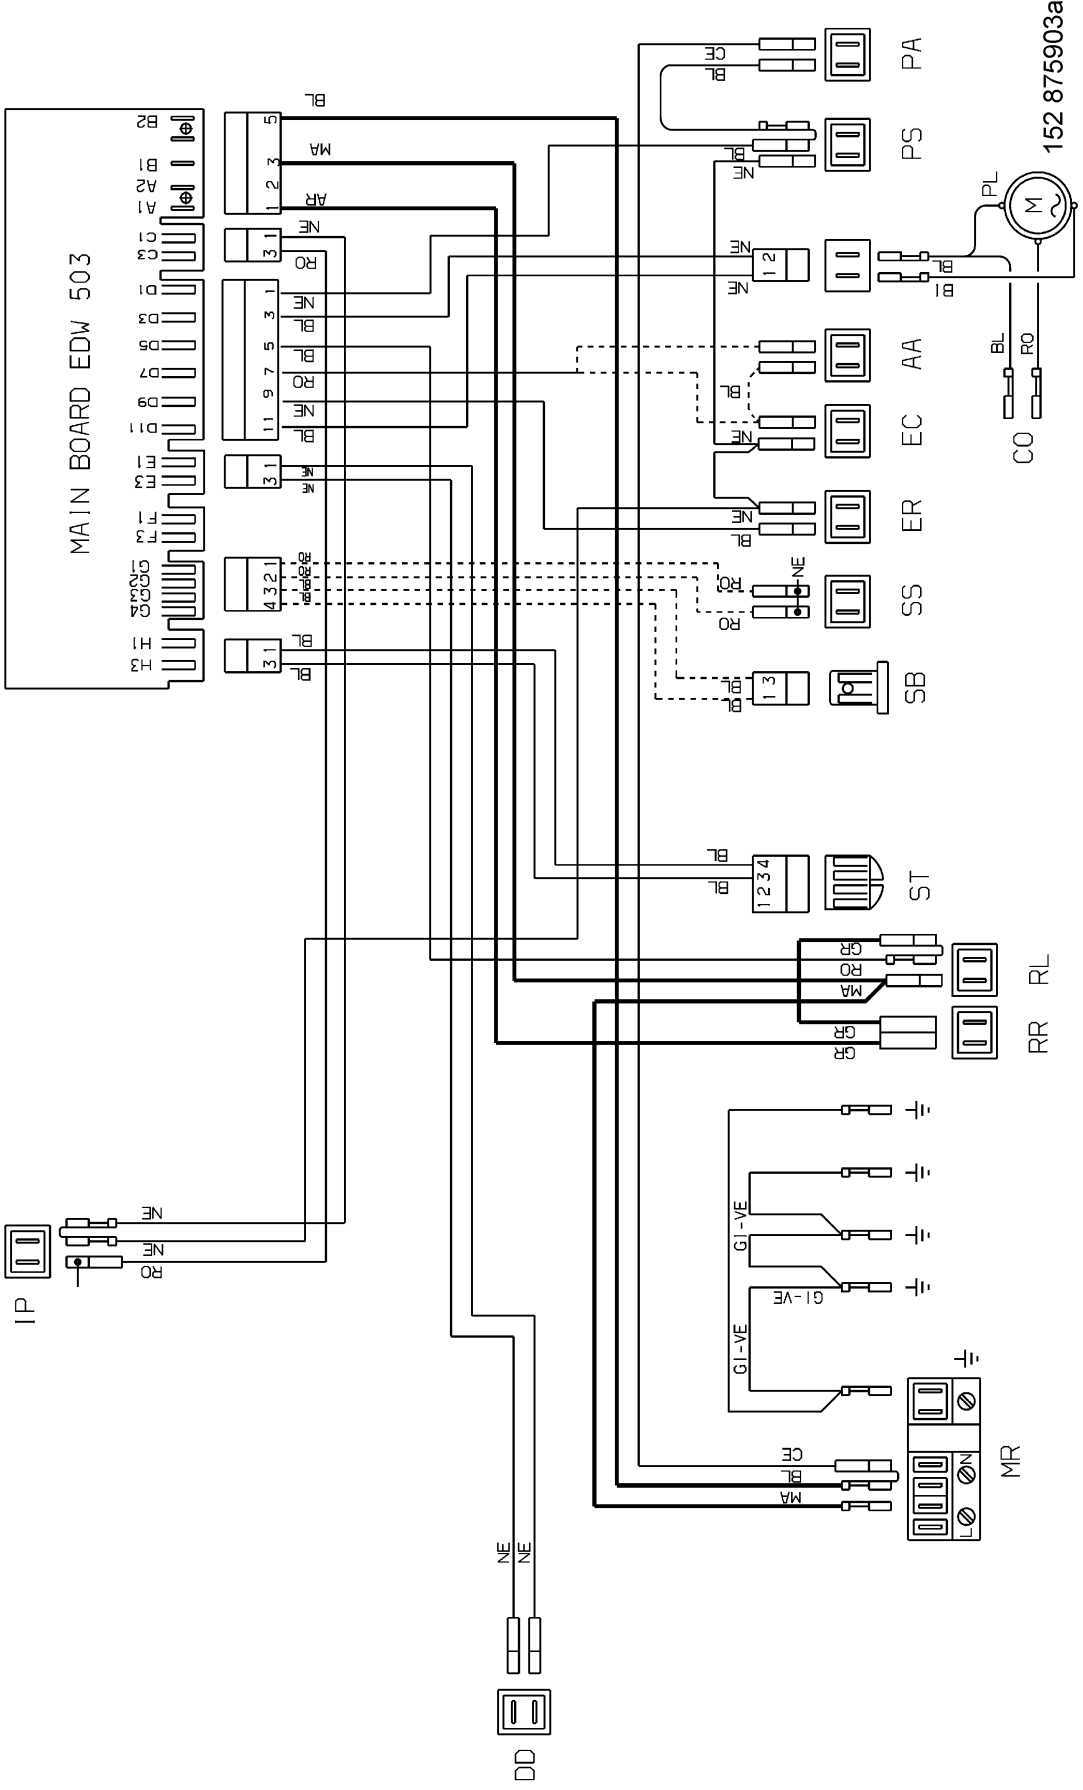 MAIN BOARD EDW 503
152 875903a
B2
B1
A2
A1
C1
C3
D1
D3
D5
D7
D9
D11
E1
E3
F1
F3
G1
G2
G3
G4
H1
H3
5
3
2
1
BL
MA
AR
1
3
NE
RO
1
3
5
7
9
11
NE
BL
BL
RO
NE
BL
1
3
NE
NE
1
2
3
4
RO
RO
BL
BL
1
3
BL
BL
CE
BL
PA
BL
NE
PS
NE
NE
1 2
BL
BI
PL
M
BL
RO
CO
AA
BL
NE
EC
NE
BL
ER
RO
RO
NE
SS
1 3
BL
BL
SB
BL
BL
1 2 3 4
ST
GR
RO
MA
RL
GR
GR
RR
IP
NE
NE
RO
GI-VE
GI-VE
GI-VE
CE
BL
MA
L
N
MR
NE
NE
DD